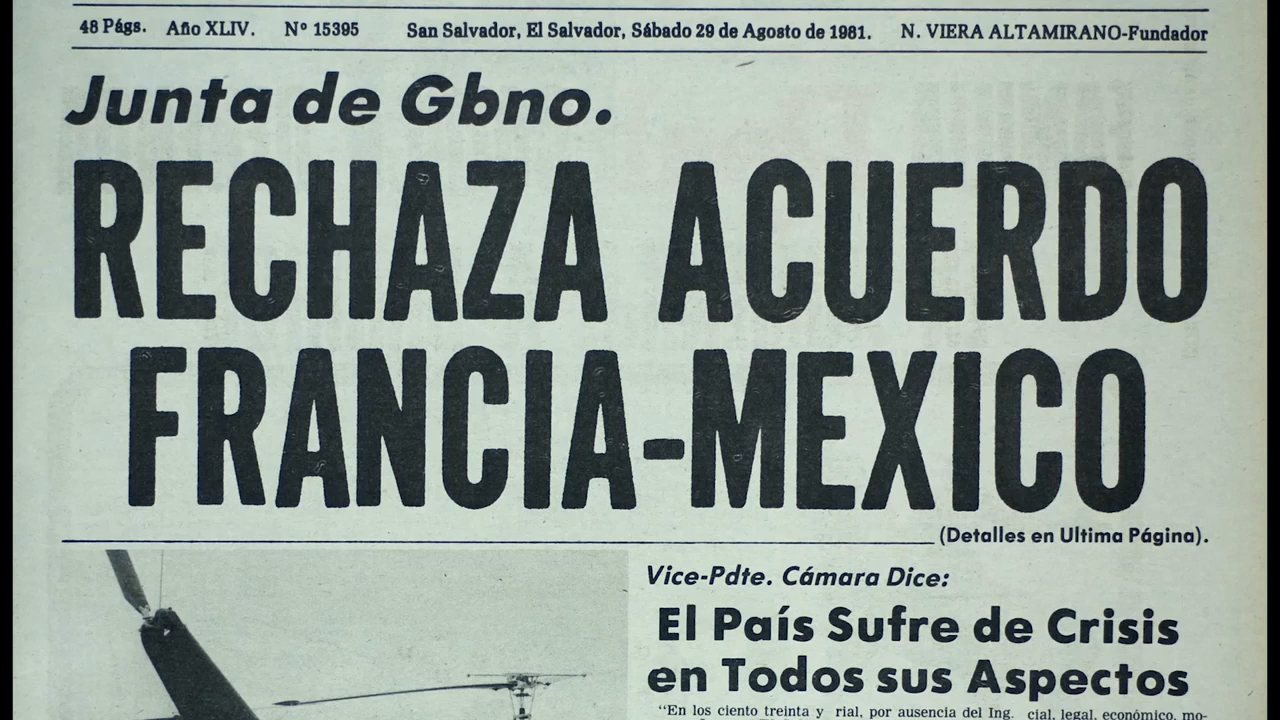 48 Págs. Año XLIV. Nº 15395 San Salvador, El Salvador, Sábado 29 de Agosto de 1981. N. VIERA ALTAMIRANO-Fundador
Junta de Gbno.
RECHAZA ACUERDO
FRANCIA-MEXICO
(Detalles en Ultima Página).
Vice-Pdte. Cámara Dice:
El País Sufre de Crisis
en Todos sus Aspectos
"En los ciento treinta y rial, por ausencia del Ing. cial, legal, económico, mo-